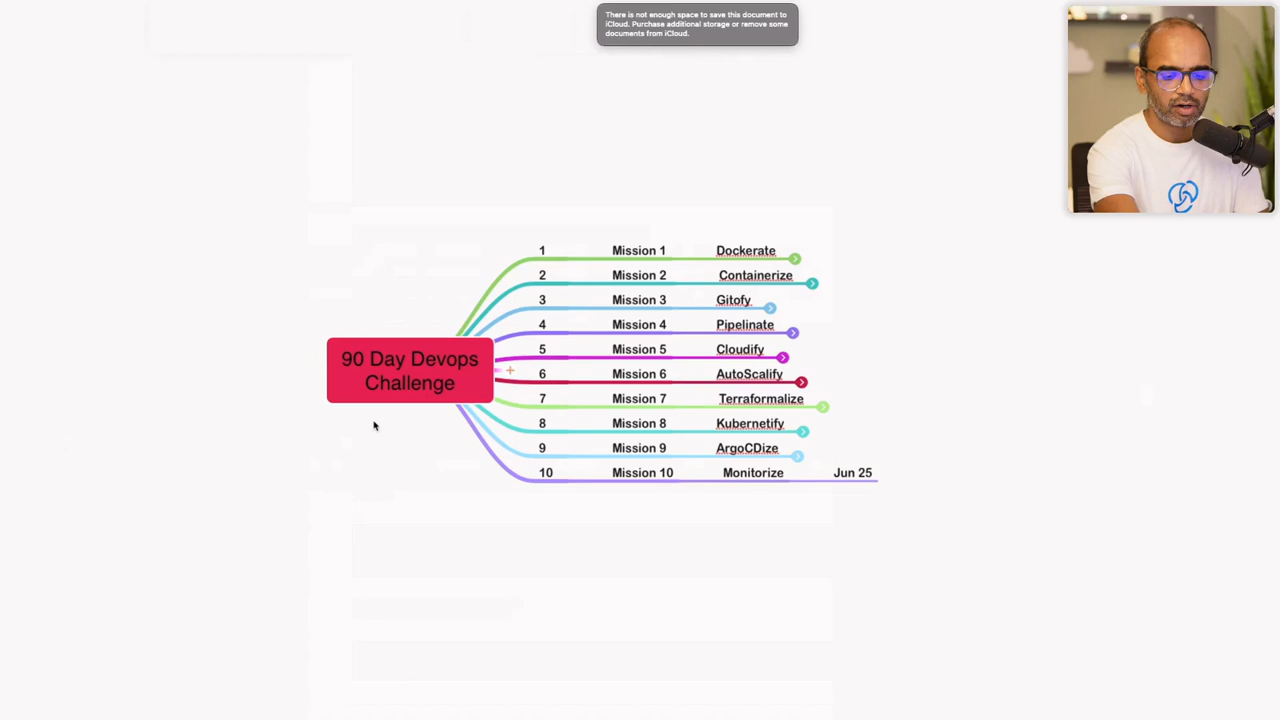 There is not enough space to save this document to
iCloud. Purchase additional storage or remove some
documents from iCloud.
1 Mission 1 Dockerate
2 Mission 2 Containerize
3 Mission 3 Gitofy
4 Mission 4 Pipelinate
5 Mission 5 Cloudify
6 Mission 6 AutoScalify
7 Mission 7 Terraformalize
8 Mission 8 Kubernetify
9 Mission 9 ArgoCDize
10 Mission 10 Monitorize Jun 25
90 Day Devops
Challenge